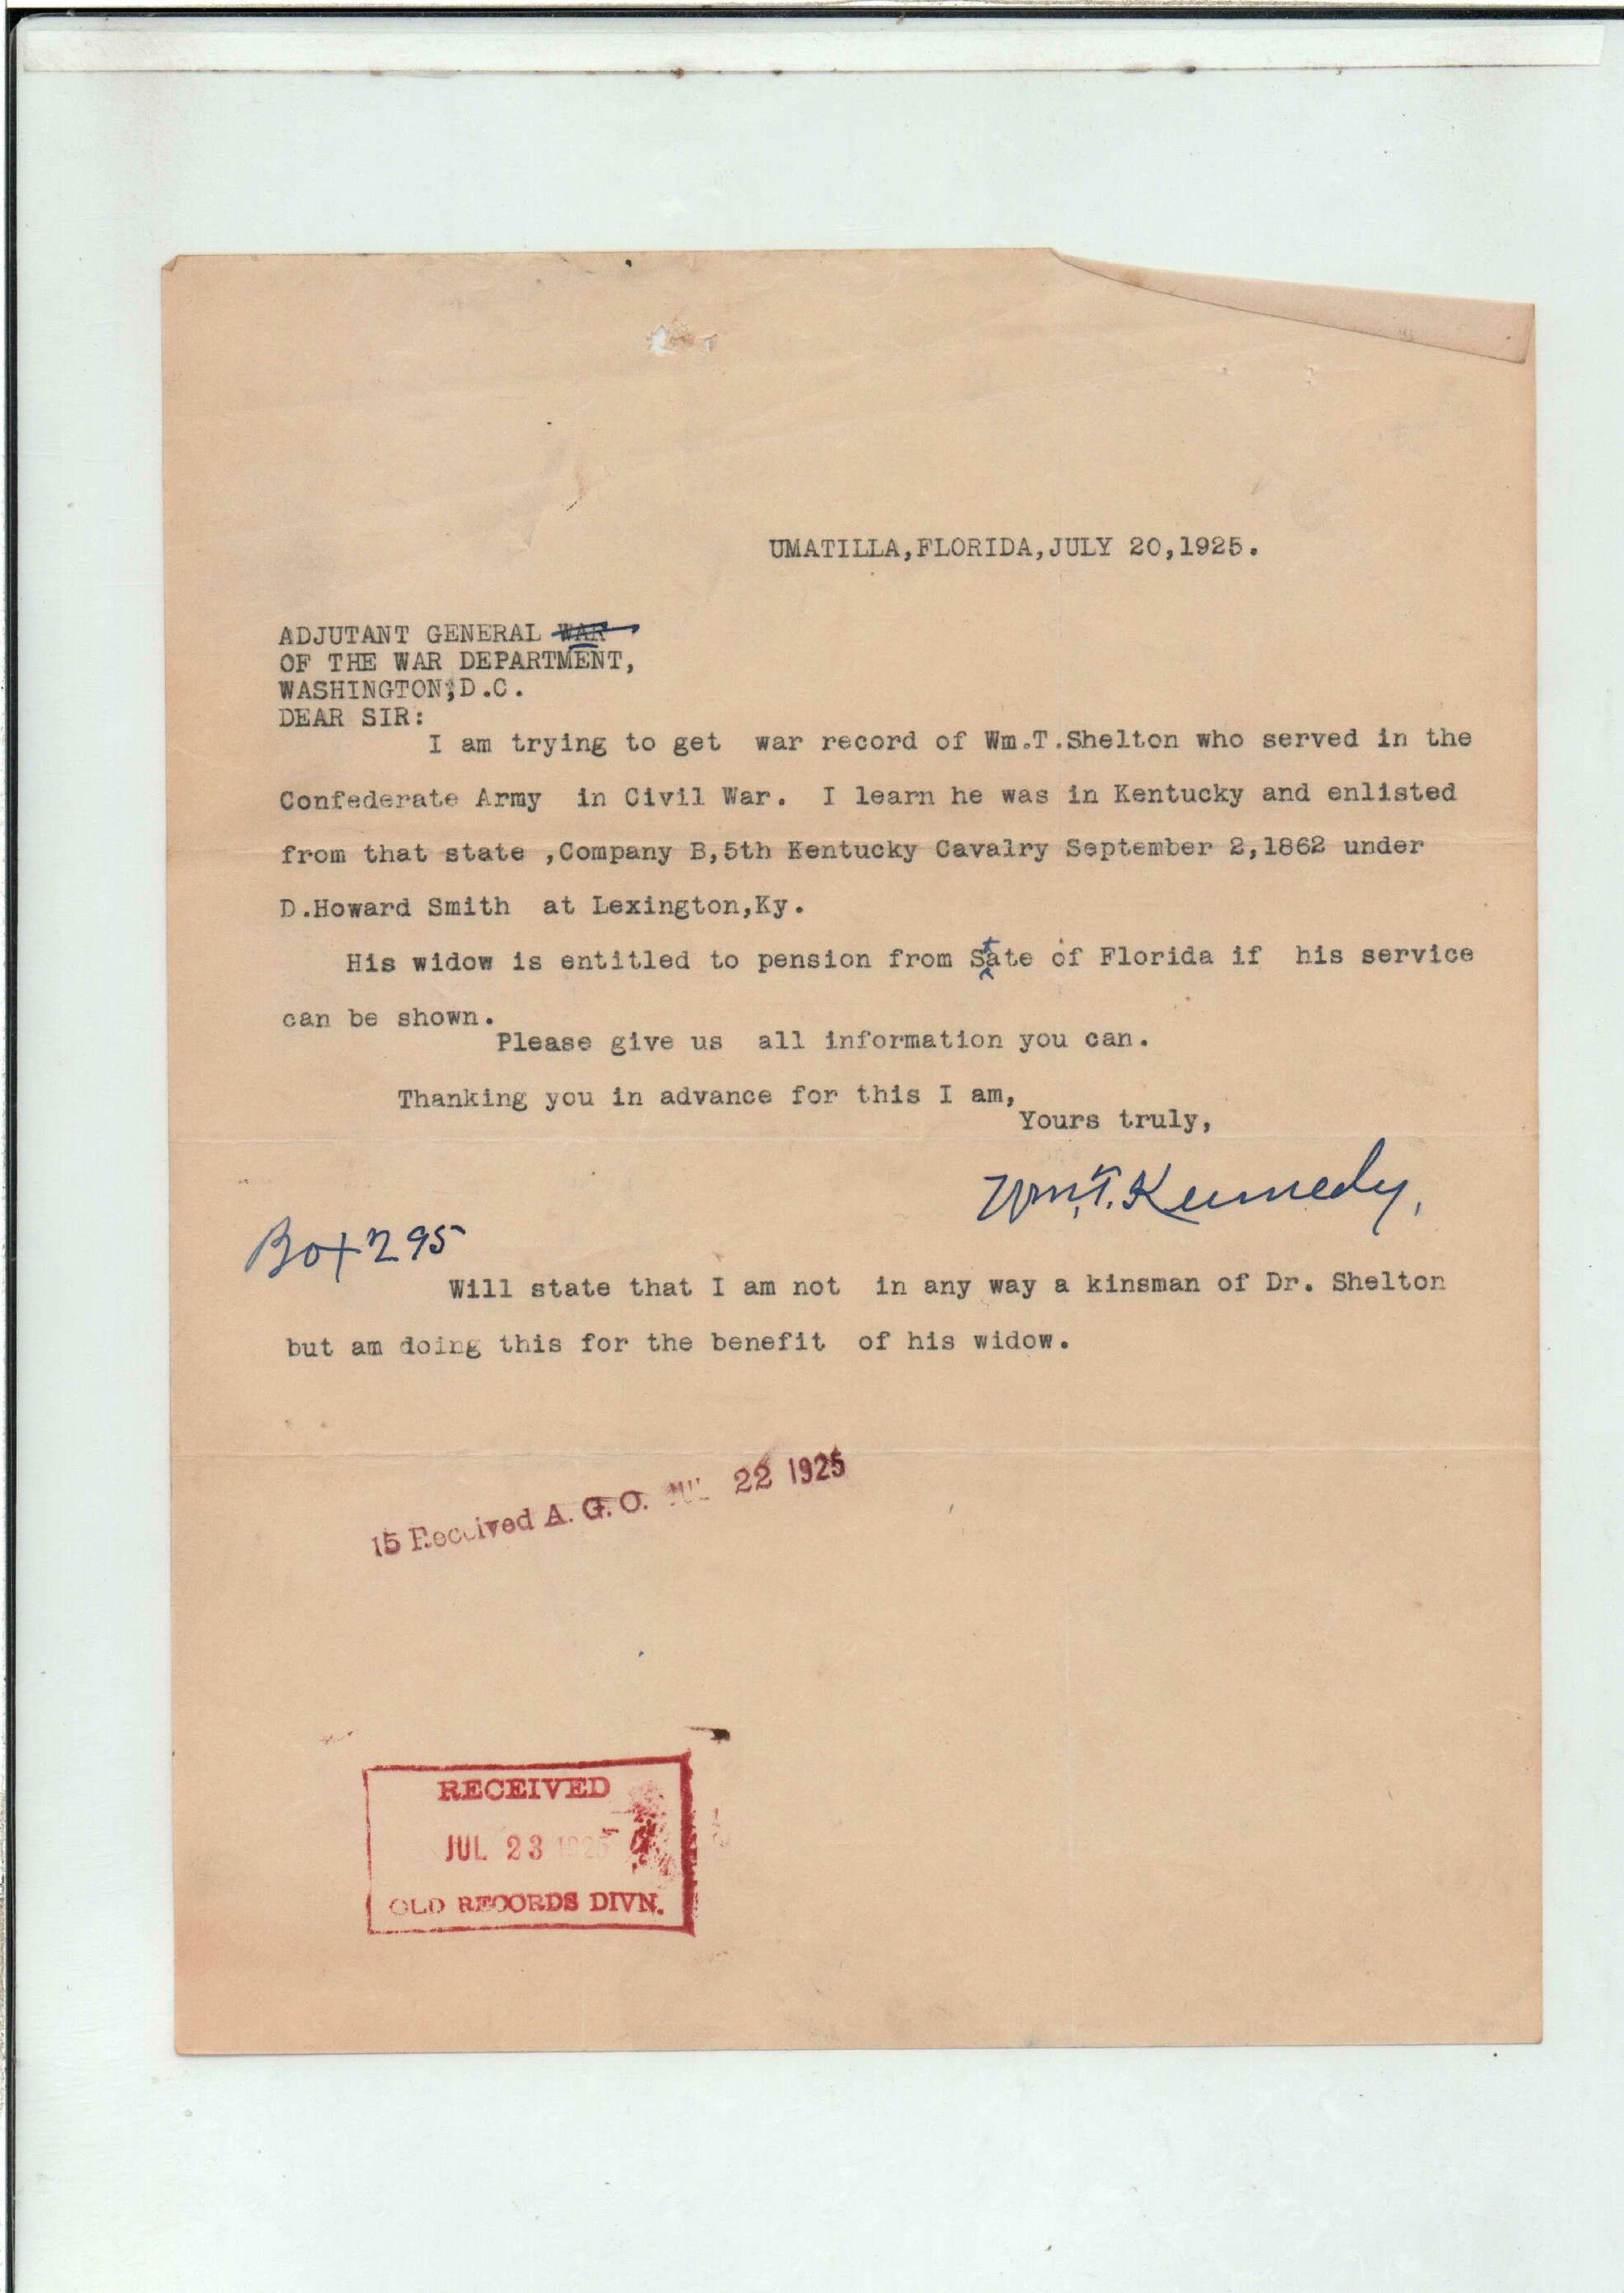 UMATILLA,FLORIDA,JULY 20,1925.
ADJUTANT GENERAL WAR
OF THE WAR DEPARTMENT,
WASHINGTON,D.C.
DEAR SIR:
I am trying to get war record of Wm.T.Shelton who served in the
Confederate Army in Civil War. I learn he was in Kentucky and enlisted
from that state ,Company B,5th Kentucky Cavalry September 2,1862 under
D.Howard Smith at Lexington,Ky.
His widow is entitled to pension from State of Florida if his service
can be shown.
Please give us all information you can.
Thanking you in advance for this I am,
Yours truly,
Wm.T. Kennedy,
Box 295
Will state that I am not in any way a kinsman of Dr. Shelton
but am doing this for the benefit of his widow.
15 Received A. G. O. JUL 22 1925
RECEIVED
JUL 23 1925
OLD RECORDS DIVN.